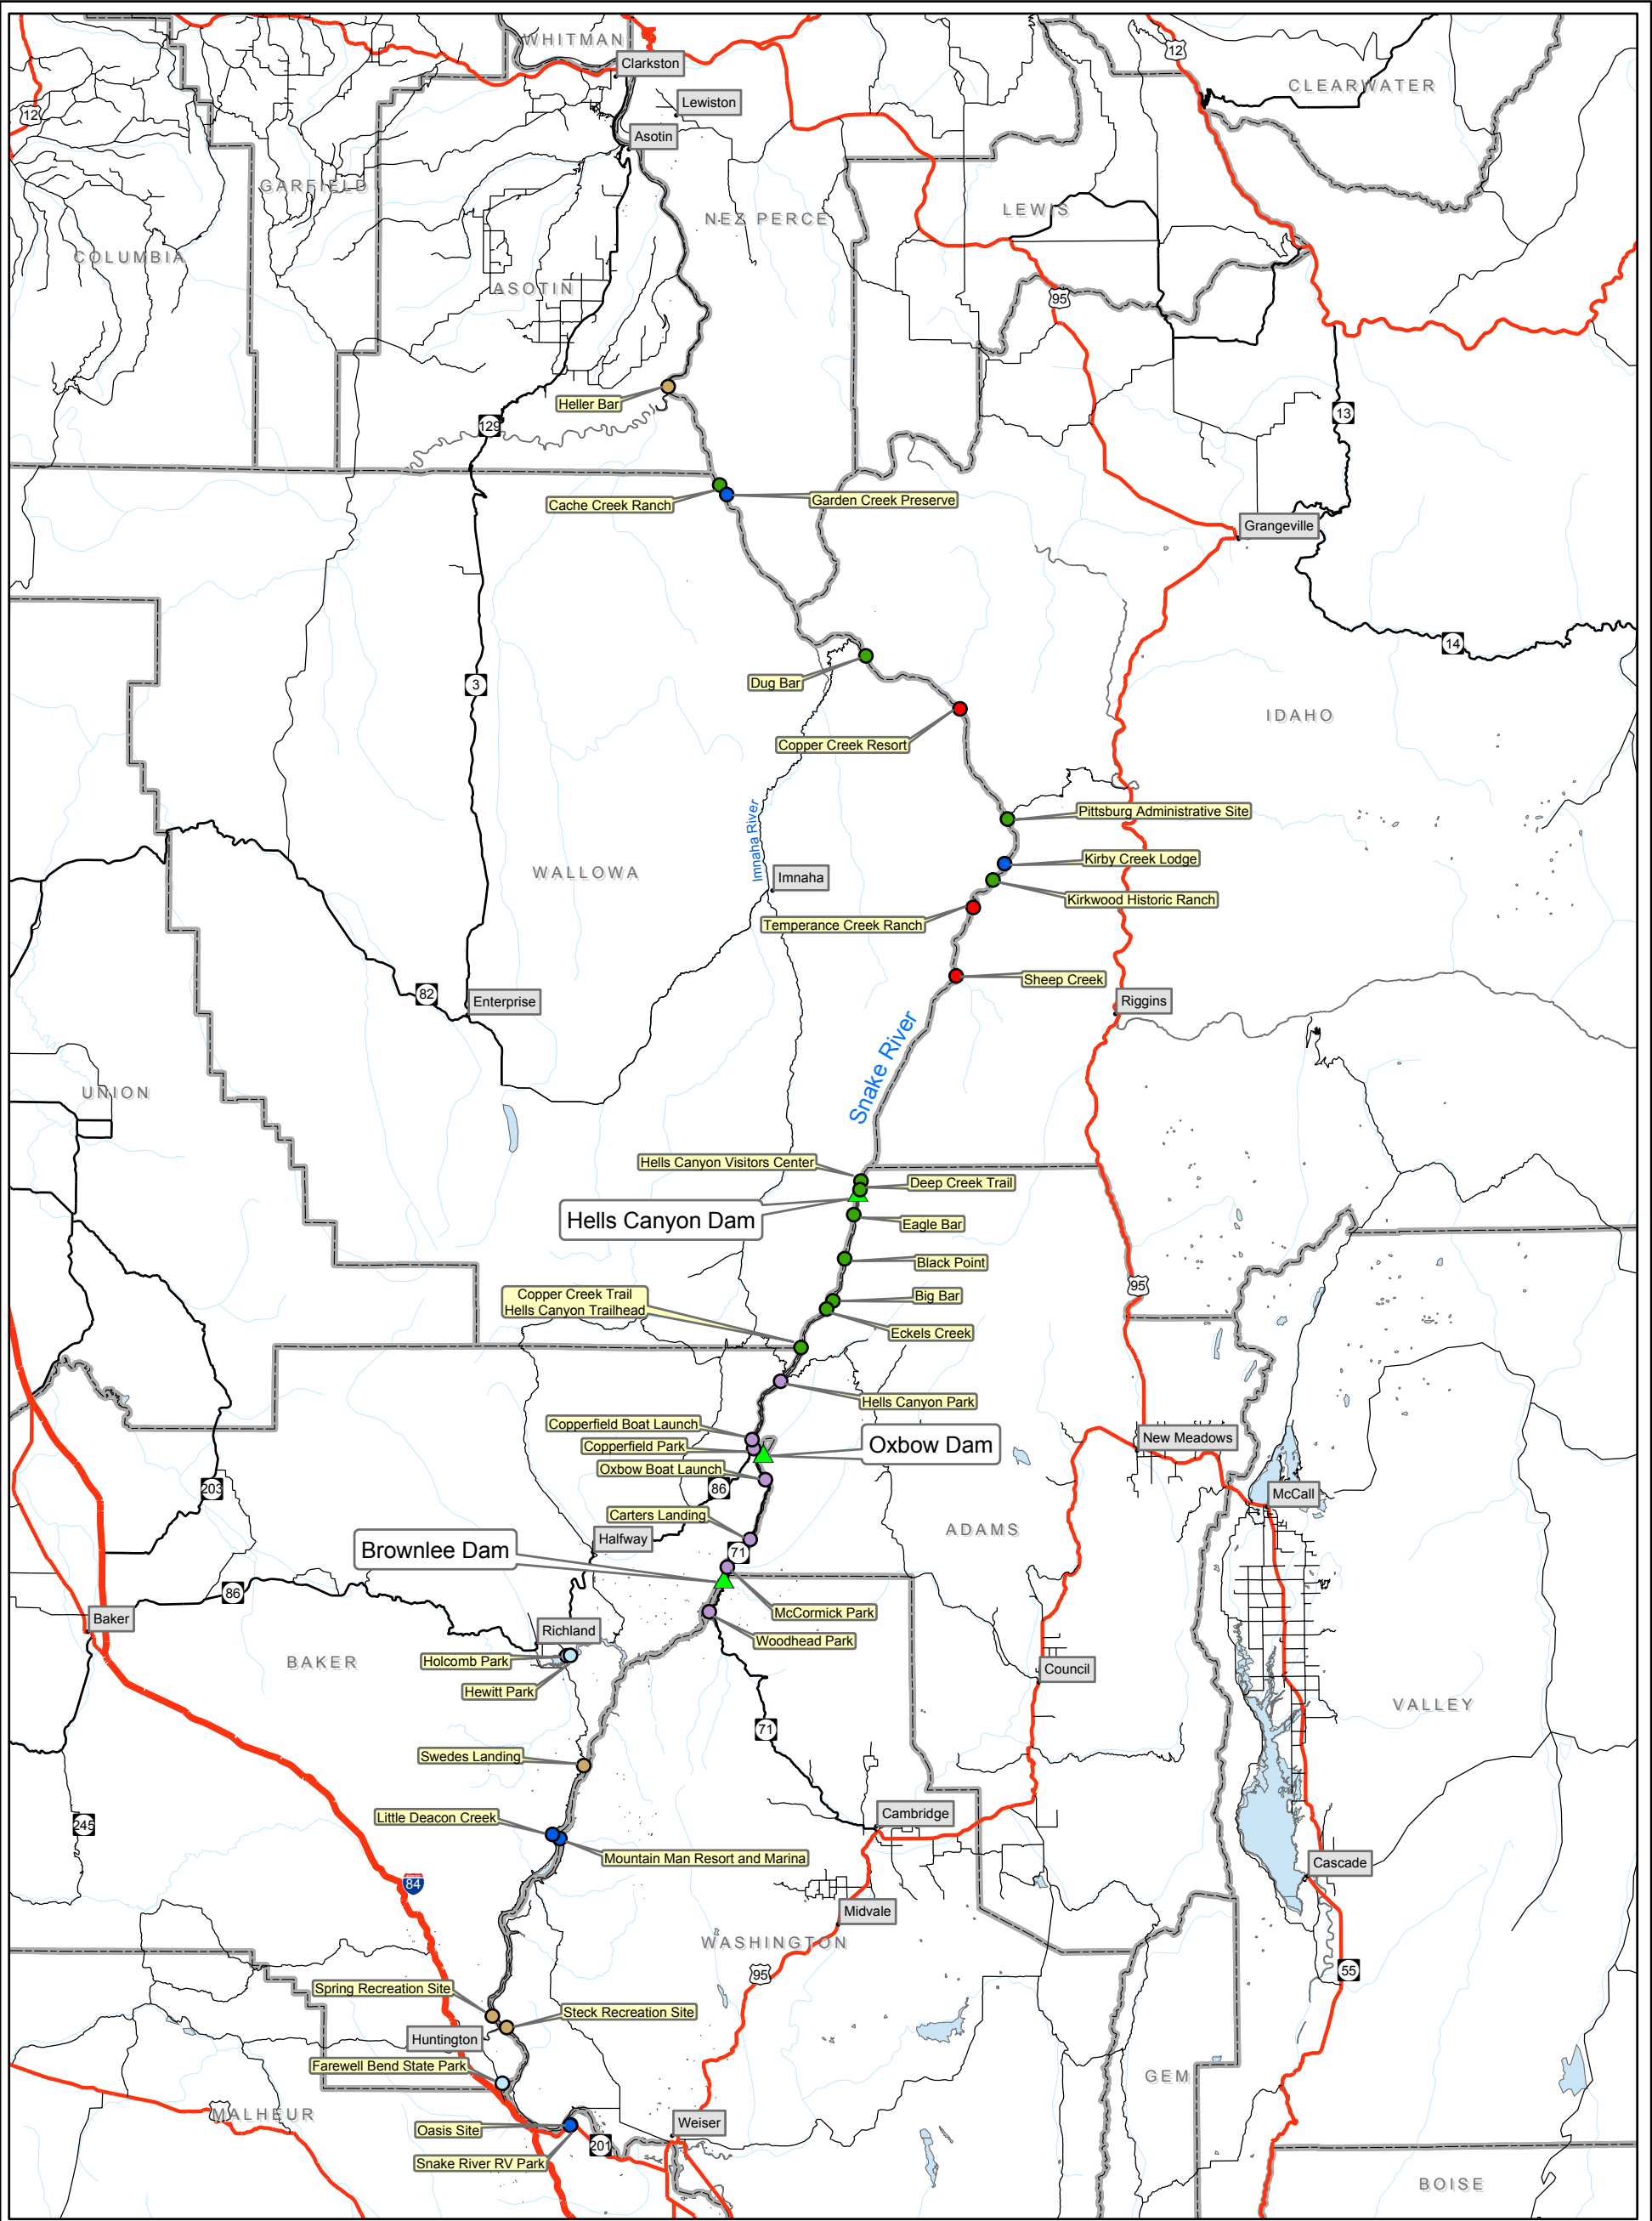 WHITMAN
12
Clarkston
CLEARWATER
Lewiston
12
Asotin
GARFIELD
LEWIS
NEZ PERCE
COLUMBIA
ASOTIN
95
Heller Bar
13
129
Cache Creek Ranch
Garden Creek Preserve
Grangeville
14
Dug Bar
3
IDAHO
Copper Creek Resort
Pittsburg Administrative Site
Imnaha River
Kirby Creek Lodge
WALLOWA
Imnaha
Kirkwood Historic Ranch
Temperance Creek Ranch
Sheep Creek
82
Enterprise
Riggins
Snake River
UNION
Hells Canyon Visitors Center
Deep Creek Trail
Hells Canyon Dam
Eagle Bar
Black Point
95
Copper Creek Trail
Hells Canyon Trailhead
Big Bar
Eckels Creek
Hells Canyon Park
Copperfield Boat Launch
New Meadows
Copperfield Park
Oxbow Dam
Oxbow Boat Launch
203
86
McCall
Carters Landing
ADAMS
Halfway
Brownlee Dam
71
86
Baker
McCormick Park
Richland
Woodhead Park
BAKER
Holcomb Park
Council
Hewitt Park
VALLEY
71
Swedes Landing
Little Deacon Creek
Cambridge
245
Mountain Man Resort and Marina
Cascade
84
Midvale
WASHINGTON
95
55
Spring Recreation Site
Steck Recreation Site
Huntington
Farewell Bend State Park
GEM
MALHEUR
Weiser
Oasis Site
201
Snake River RV Park
BOISE